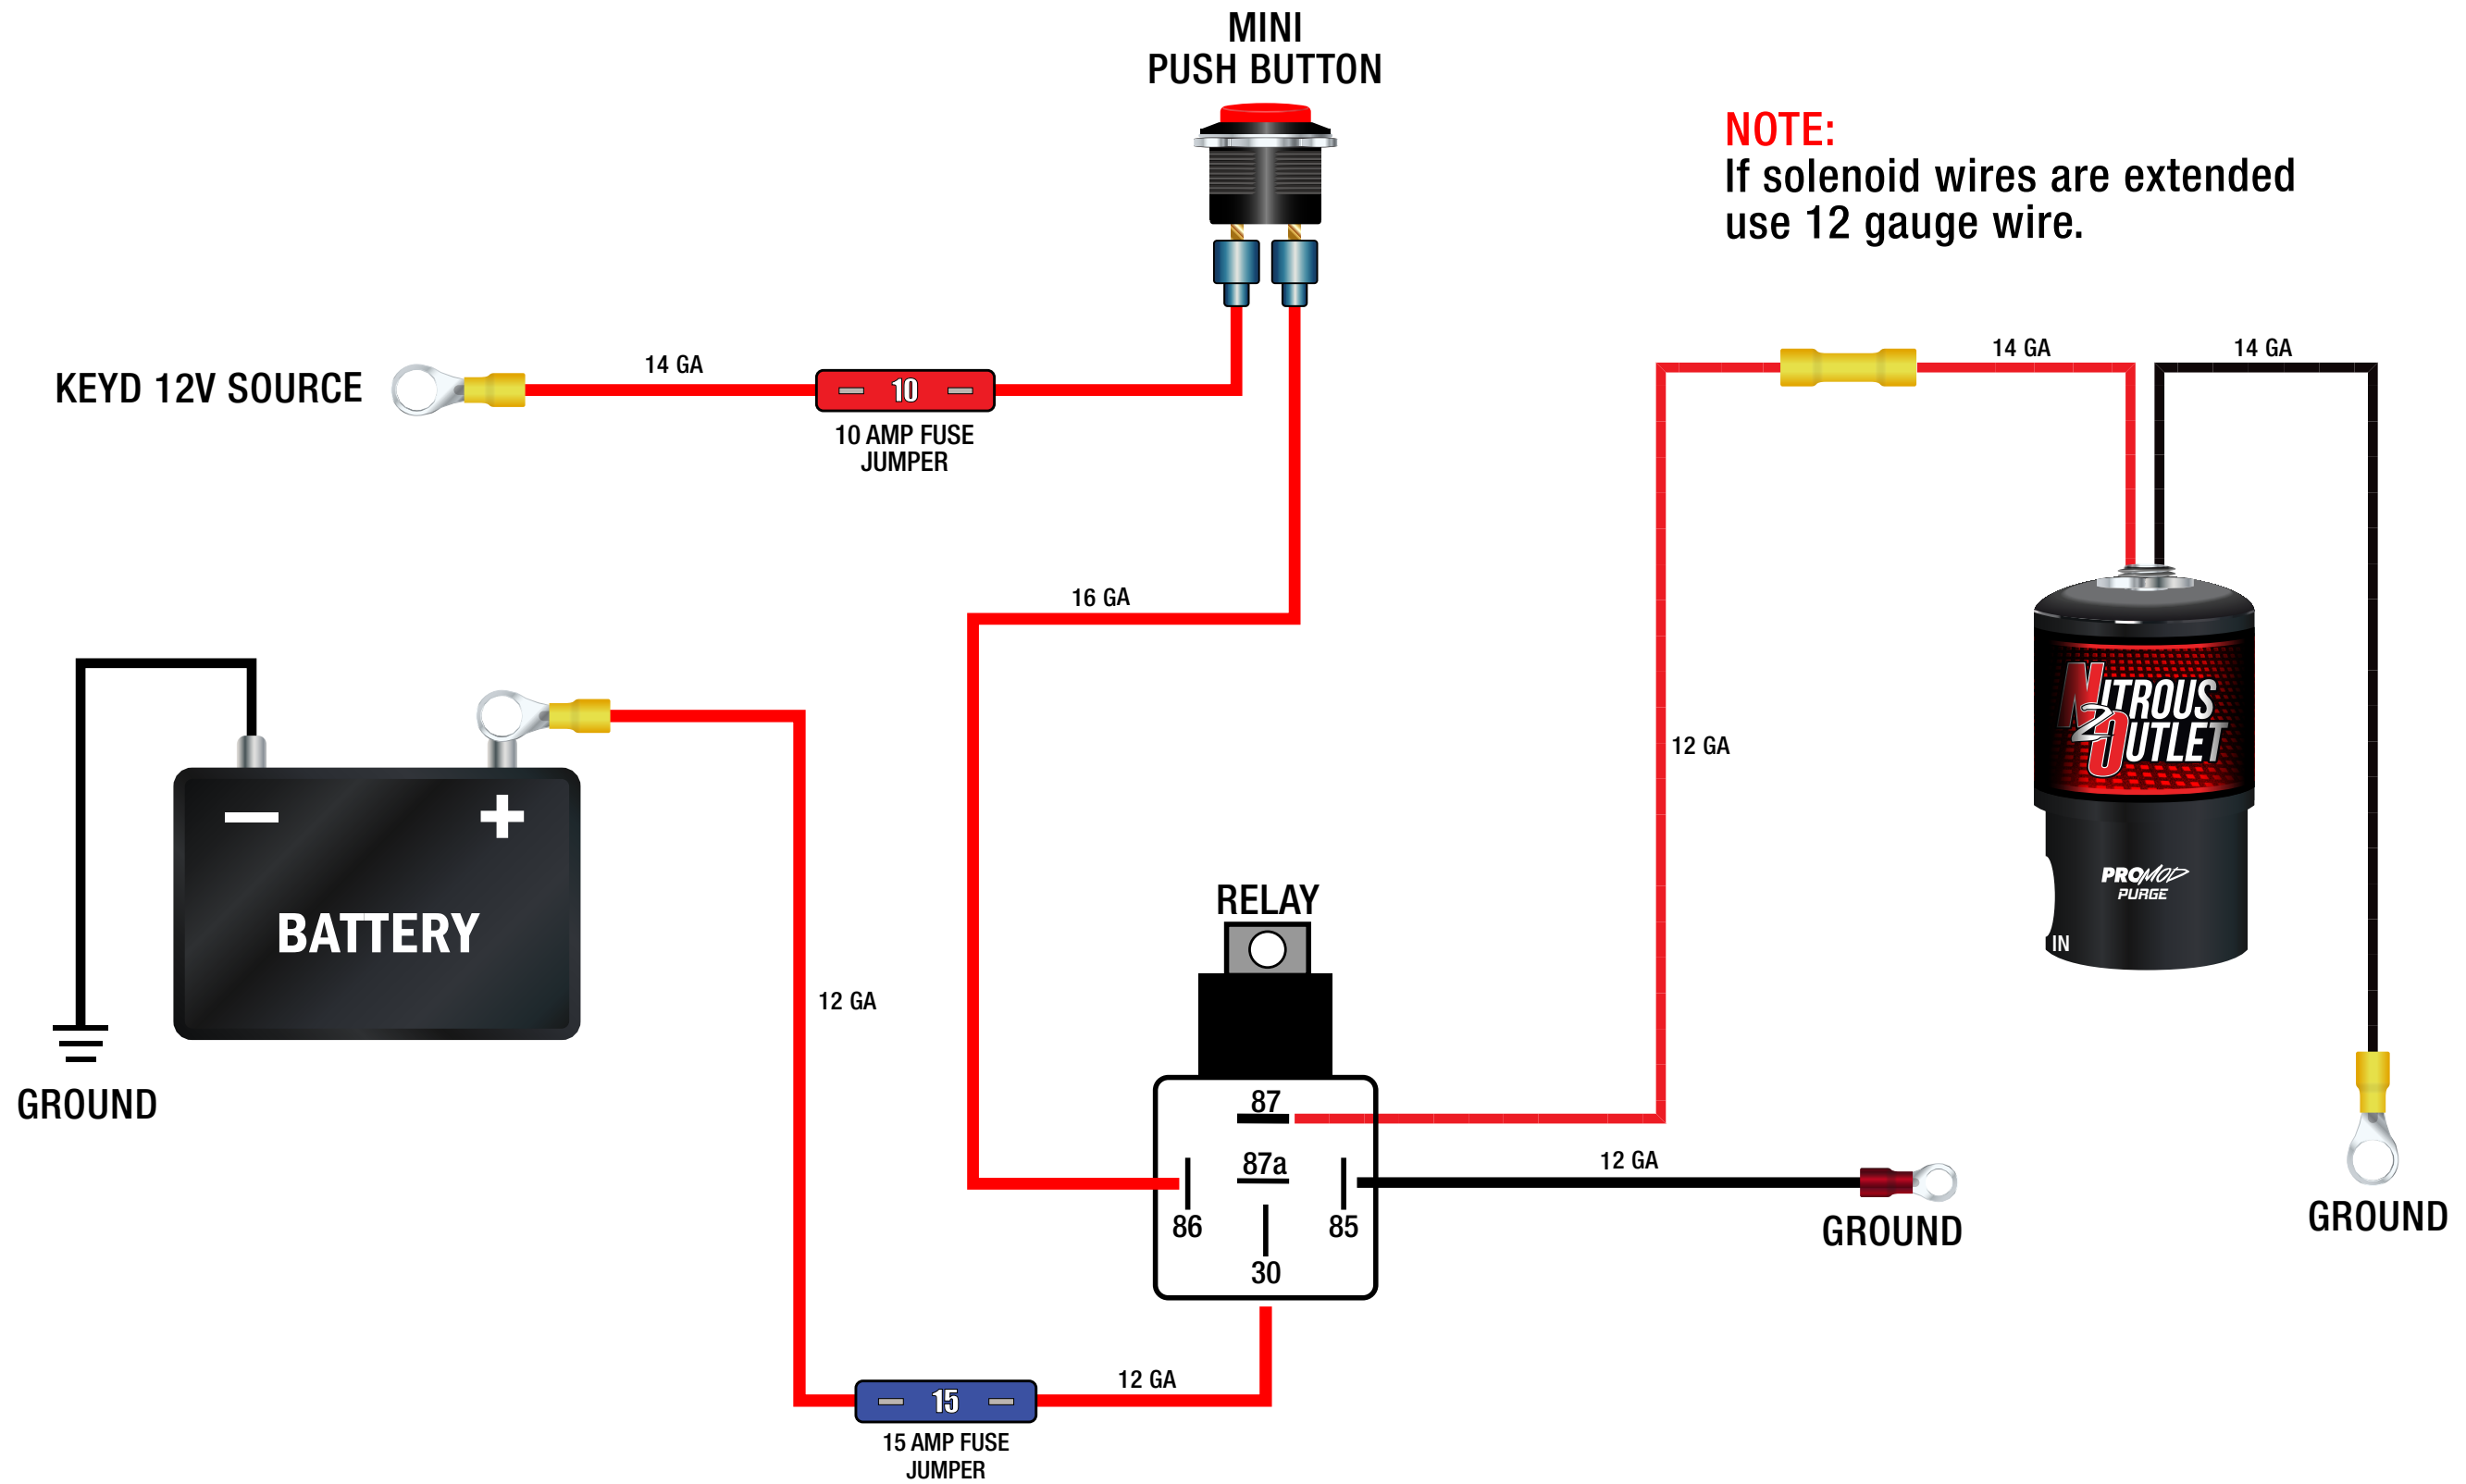 MINI
PUSH BUTTON
NOTE:
If solenoid wires are extended
use 12 gauge wire.
KEYD 12V SOURCE
14 GA
10
10 AMP FUSE
JUMPER
14 GA
14 GA
16 GA
12 GA
NITROUS
2
OUTLET
PROMOD
PURGE
IN
BATTERY
GROUND
12 GA
RELAY
87
87a
86
85
30
12 GA
GROUND
GROUND
15
12 GA
15 AMP FUSE
JUMPER